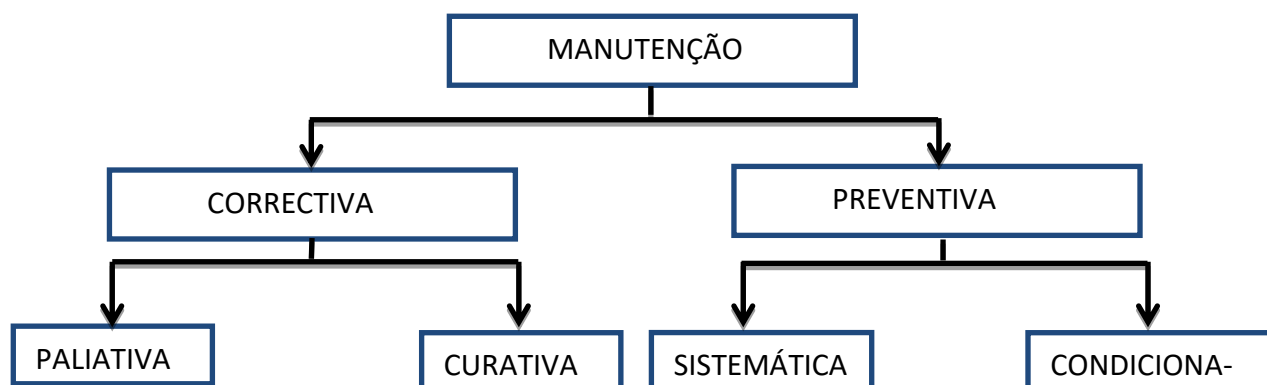 MANUTENÇÃO
CORRECTIVA
PREVENTIVA
PALIATIVA
CURATIVA
SISTEMÁTICA
CONDICIONA-